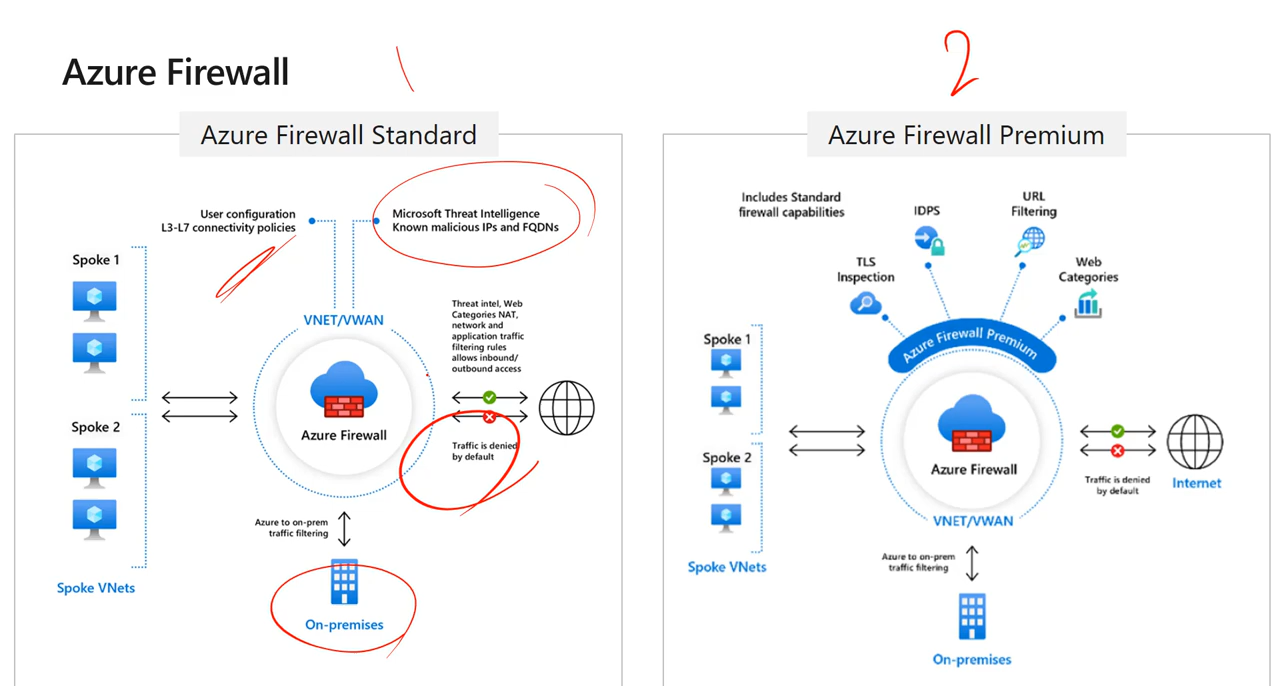 Azure Firewall
2
Azure Firewall Standard
User configuration
L3-L7 connectivity policies
Microsoft Threat Intelligence
Known malicious IPs and FQDNs
Spoke 1
VNET/VWAN
Threat intel, Web
Categories NAT,
network and
application traffic
filtering rules
allows inbound/
outbound access
Azure Firewall
Spoke 2
Traffic is denied
by default
Azure to on-prem
traffic filtering
Spoke VNets
On-premises
Azure Firewall Premium
Includes Standard
firewall capabilities
IDPS
URL
Filtering
TLS
Inspection
Web
Categories
Azure Firewall Premium
Spoke 1
Azure Firewall
Spoke 2
Traffic is denied
by default
Internet
VNET/VWAN
Azure to on-prem
traffic filtering
Spoke VNets
On-premises